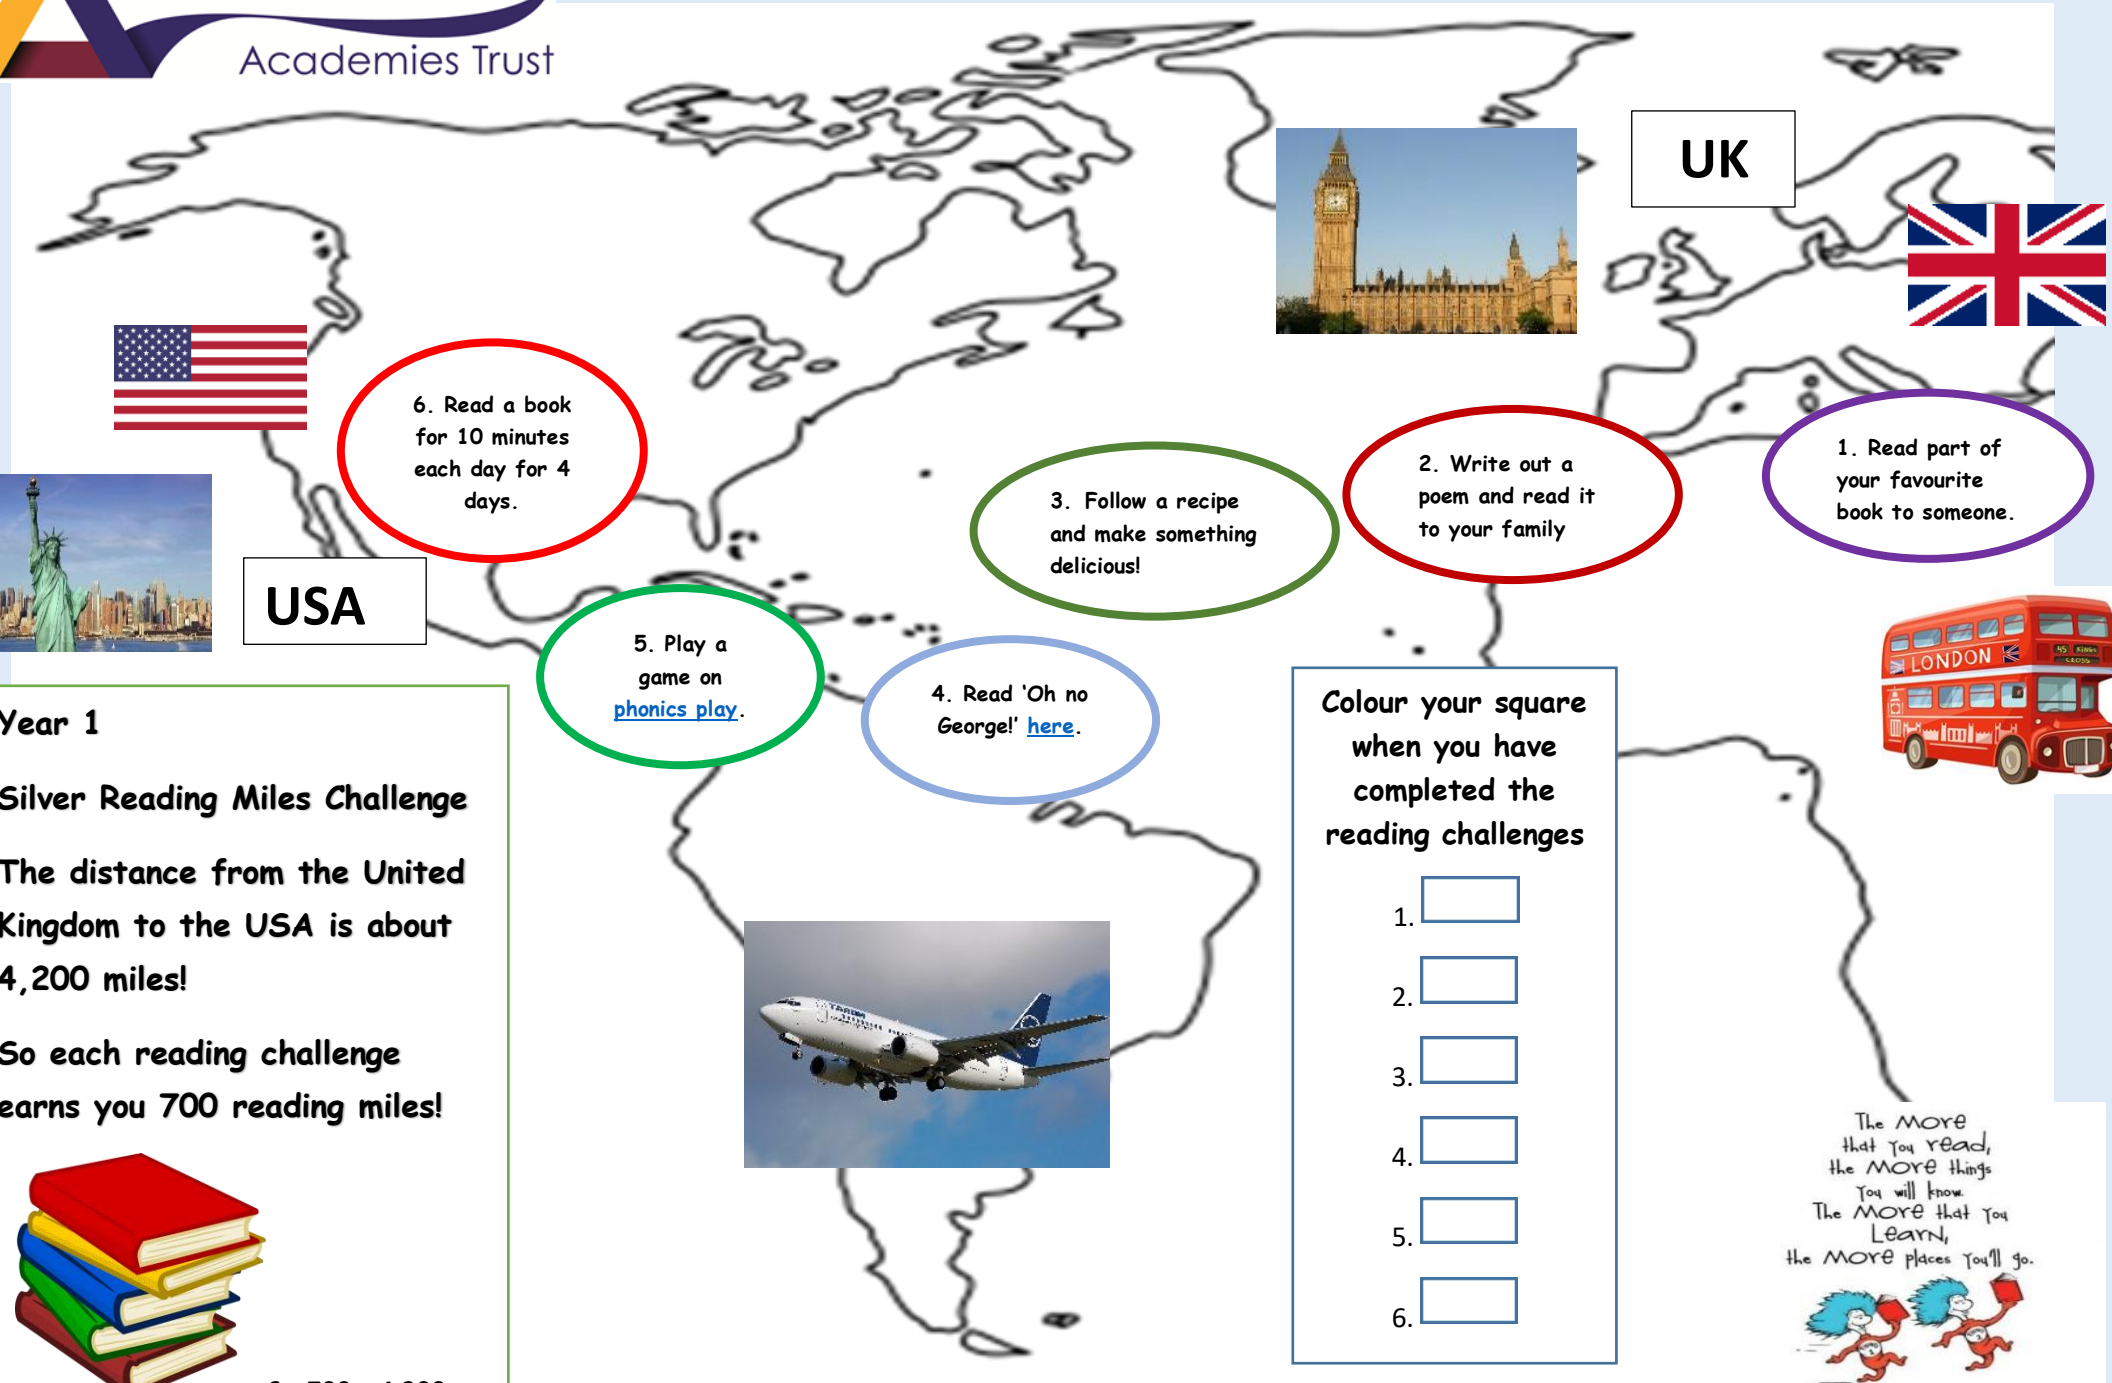 Academies Trust
UK
6. Read a book
for 10 minutes
each day for 4
days.
3. Follow a recipe
and make something
delicious!
2. Write out a
poem and read it
to your family
1. Read part of
your favourite
book to someone.
USA
5. Play a
game on
phonics play.
4. Read ‘Oh no
George!’ here.
LONDON
45 KINGS
CROSS
Year 1
Silver Reading Miles Challenge
The distance from the United
Kingdom to the USA is about
4,200 miles!
So each reading challenge
earns you 700 reading miles!
Colour your square
when you have
completed the
reading challenges
1.
2.
3.
4.
5.
6.
TAROM
The more
that you read,
the more things
you will know.
The more that you
Learn,
the more places you'll go.